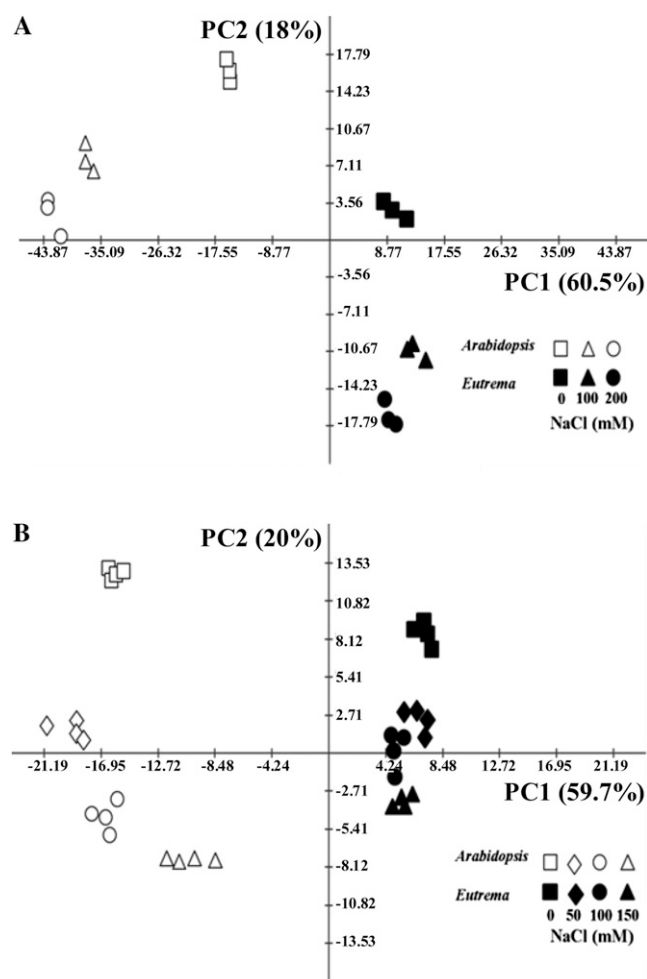 A
PC2 (18%)
17.79
14.23
10.67
7.11
3.56
-43.87 -35.09 -26.32 -17.55 -8.77 8.77 17.55 26.32 35.09 43.87
-3.56
PC1 (60.5%)
-7.11
-10.67
-14.23
-17.79
Arabidopsis
Eutrema
0 100 200
NaCl (mM)
B
PC2 (20%)
13.53
10.82
8.12
5.41
2.71
-21.19 -16.95 -12.72 -8.48 -4.24 4.24 8.48 12.72 16.95 21.19
-2.71
PC1 (59.7%)
-5.41
-8.12
-10.82
-13.53
Arabidopsis
Eutrema
0 50 100 150
NaCl (mM)